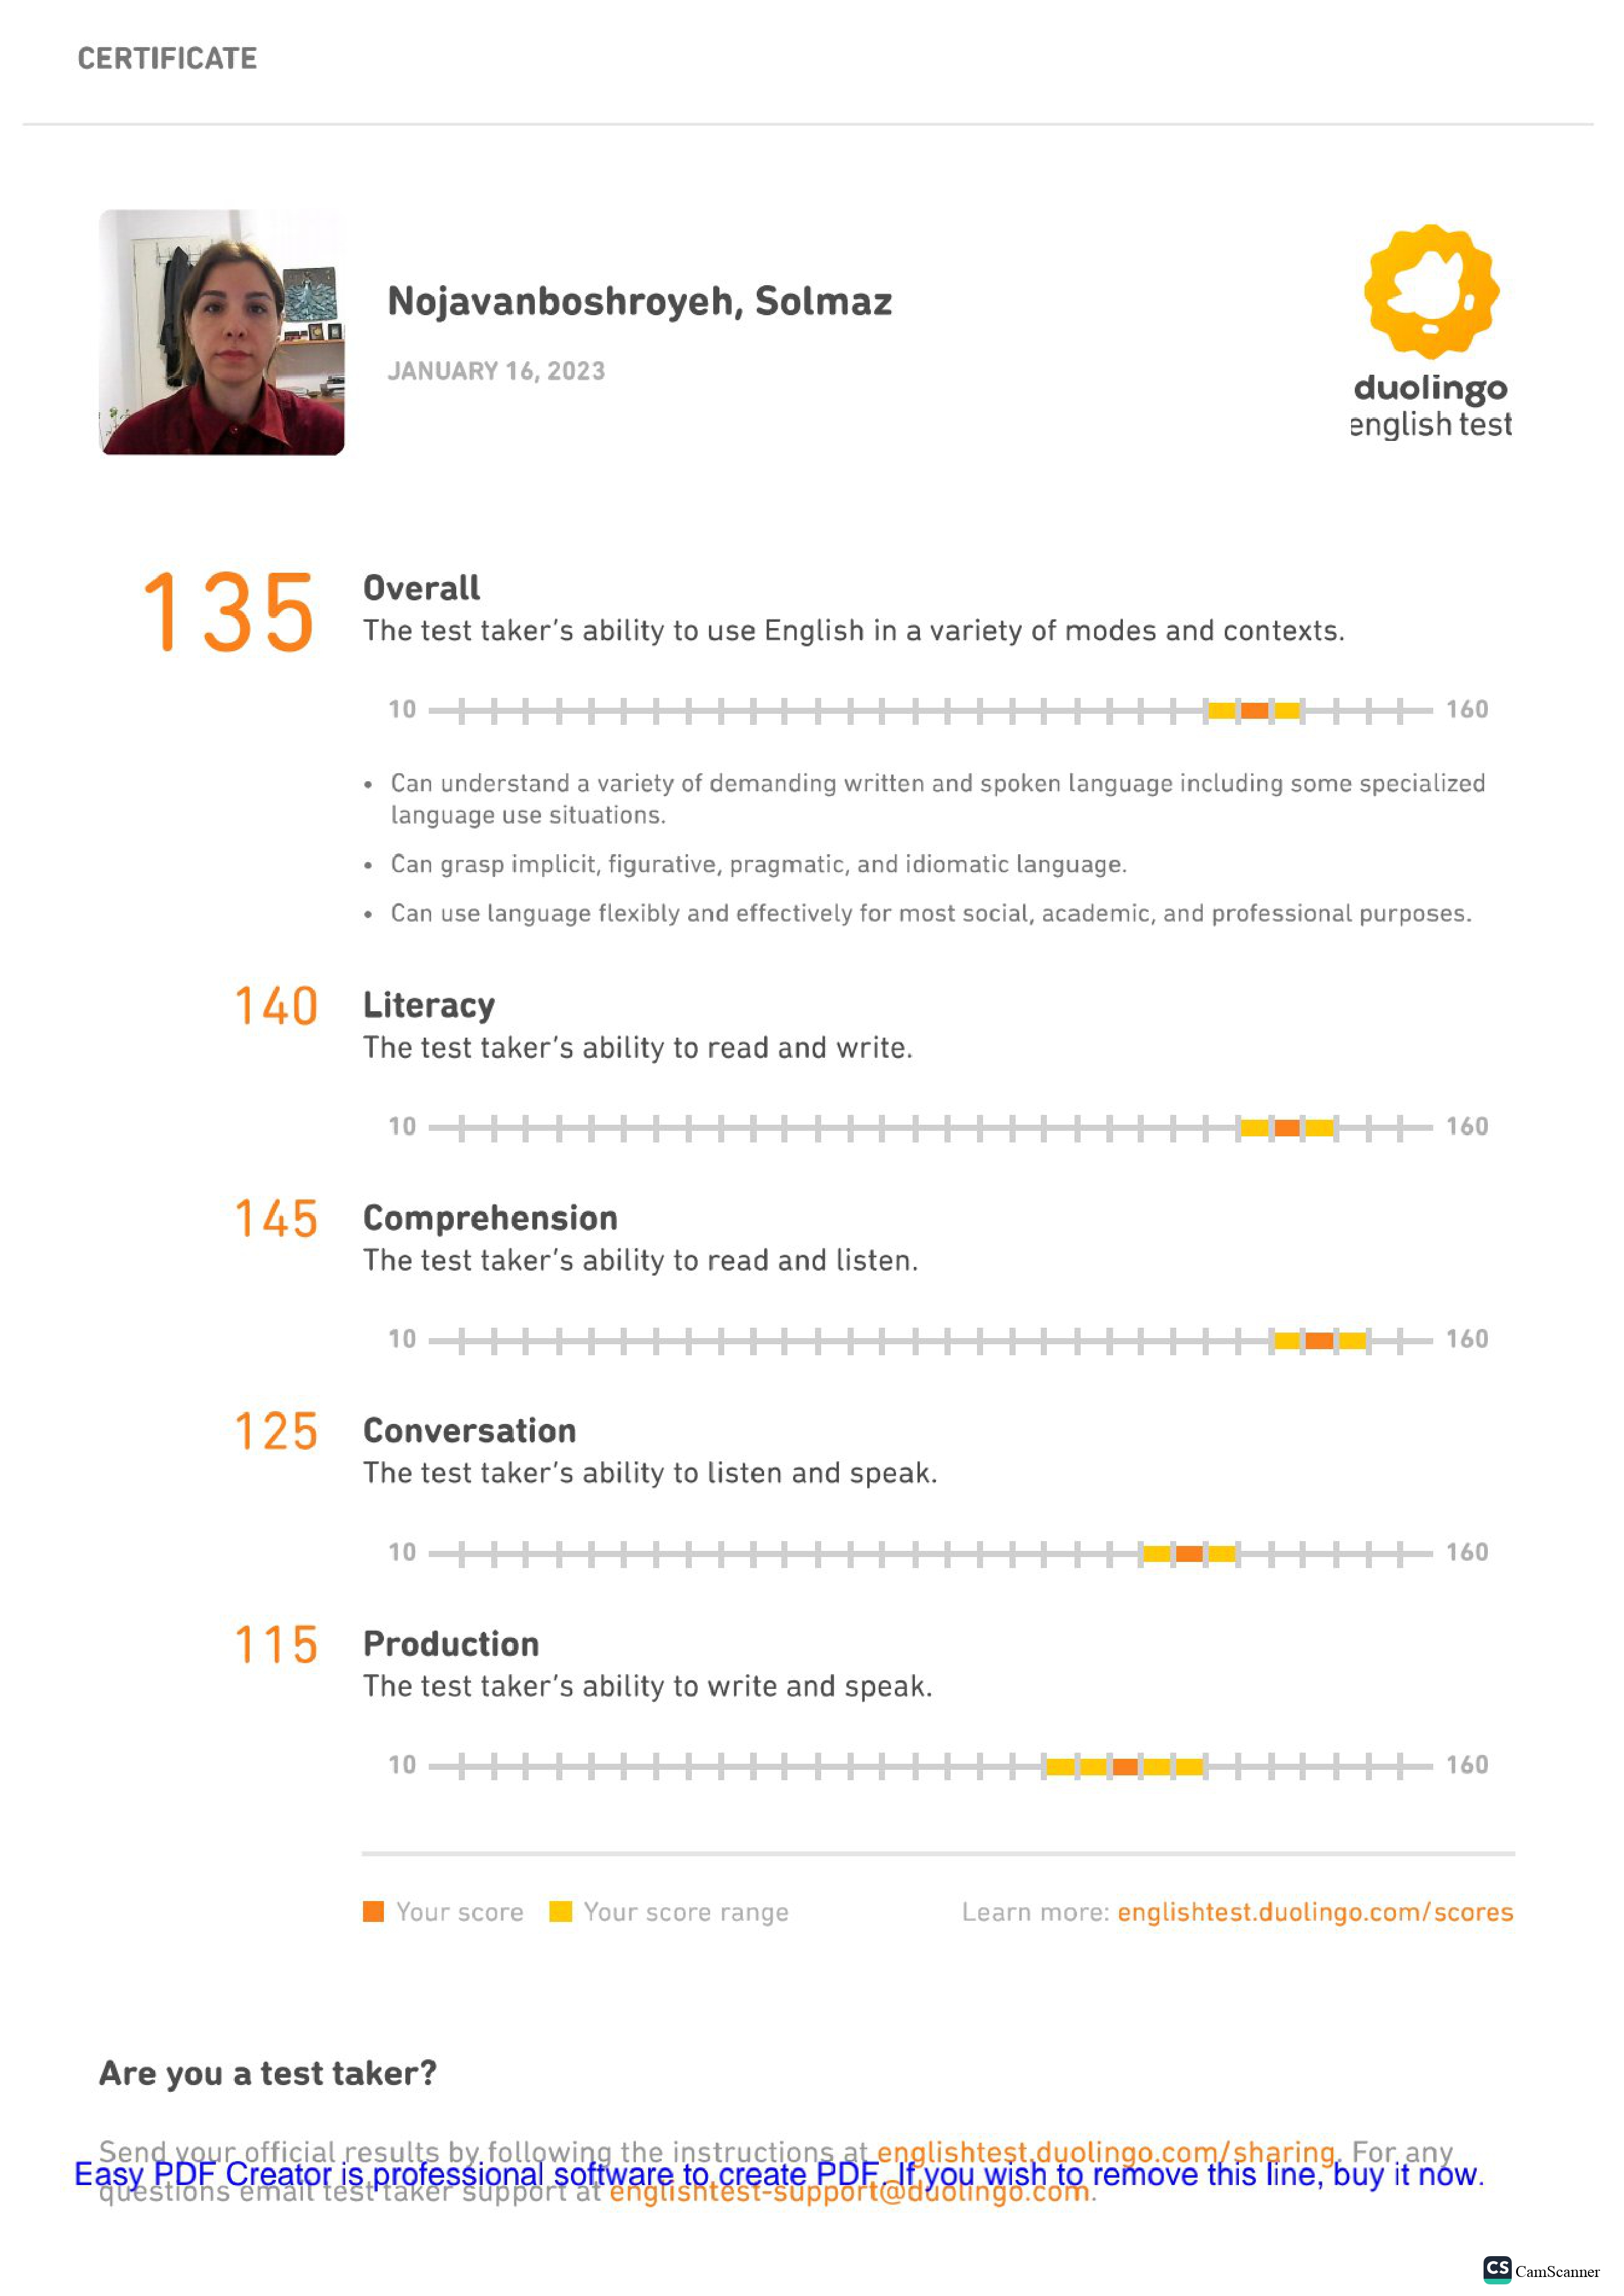 CERTIFICATE
Nojavanboshroyeh, Solmaz
JANUARY 16, 2023
duolingo
english test
135
Overall
The test taker's ability to use English in a variety of modes and contexts.
10 160
• Can understand a variety of demanding written and spoken language including some specialized
language use situations.
• Can grasp implicit, figurative, pragmatic, and idiomatic language.
• Can use language flexibly and effectively for most social, academic, and professional purposes.
140
Literacy
The test taker's ability to read and write.
10 160
145
Comprehension
The test taker's ability to read and listen.
10 160
125
Conversation
The test taker's ability to listen and speak.
10 160
115
Production
The test taker's ability to write and speak.
10 160
Your score Your score range Learn more: englishtest.duolingo.com/scores
Are you a test taker?
Send your official results by following the instructions at englishtest.duolingo.com/sharing. For any
Easy PDF Creator is professional software to create PDF. If you wish to remove this line, buy it now.
questions email test taker support at englishtest-support@duolingo.com.
CS CamScanner